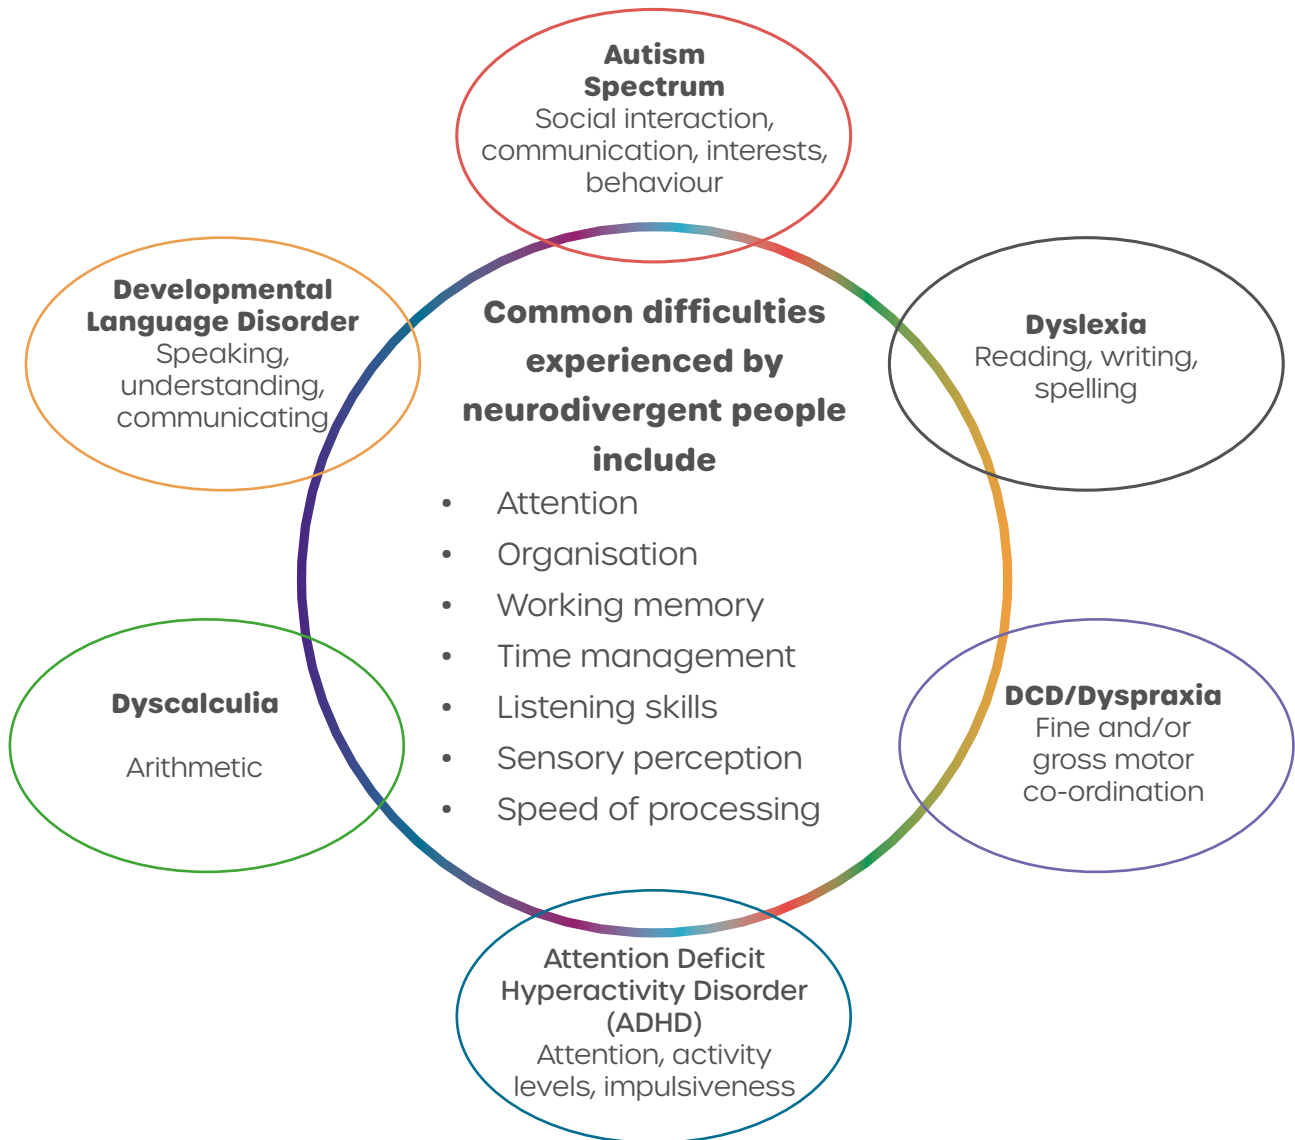 Autism
Spectrum
Social interaction,
communication, interests,
behaviour
Developmental
Language Disorder
Speaking,
understanding,
communicating
Dyslexia
Reading, writing,
spelling
Common difficulties
experienced by
neurodivergent people
include
• Attention
• Organisation
• Working memory
• Time management
• Listening skills
• Sensory perception
• Speed of processing
Dyscalculia
Arithmetic
DCD/Dyspraxia
Fine and/or
gross motor
co-ordination
Attention Deficit
Hyperactivity Disorder
(ADHD)
Attention, activity
levels, impulsiveness